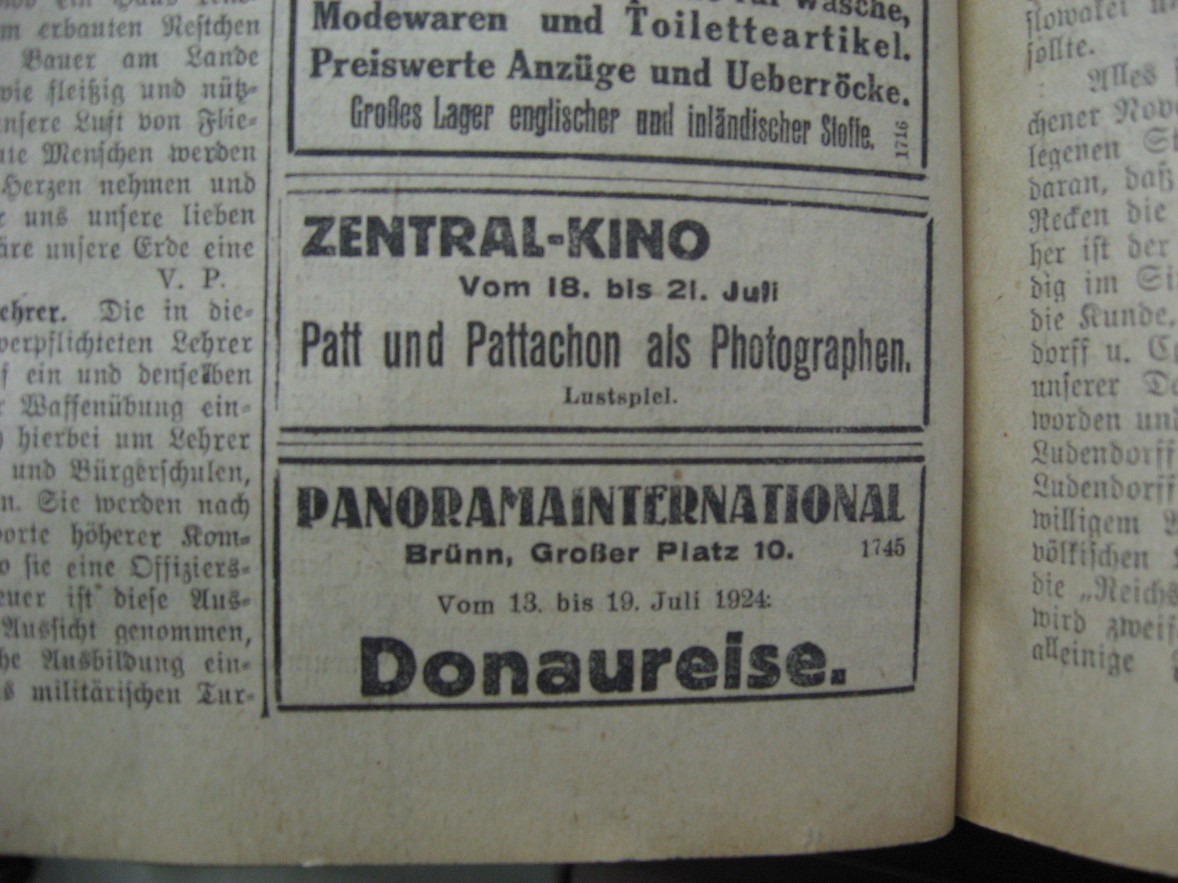 erbauten Nestchen
Bauer am Lande
wie fleißig und nütz-
unsere Luft von Flie-
Menschen werden
Herzen nehmen und
uns unsere lieben
unsere Erde eine
V. P.
Die in die-
verpflichteten Lehrer
ein und denselben
Waffenübung ein-
hierbei um Lehrer
und Bürgerschulen,
Sie werden nach
höherer Kom-
sie eine Offiziers-
ist diese Aus-
Aussicht genommen,
Ausbildung ein-
militärischen Tur-
für Wäsche,
Modewaren und Toiletteartikel.
Preiswerte Anzüge und Ueberröcke.
Großes Lager englischer und inländischer Stoffe.
1716
ZENTRAL-KINO
Vom 18. bis 21. Juli
Patt und Pattachon als Photographen.
Lustspiel.
PANORAMAINTERNATIONAL
Brünn, Großer Platz 10. 1745
Vom 13. bis 19. Juli 1924:
Donaureise.
sollte.
Alles
chener
legenen
daran, daß
Recken die
her ist der
dig im
die Kunde,
dorff u.
unserer
worden und
Ludendorff
Ludendorff
willigem
völkischen
die „Reichs
wird
alleinige